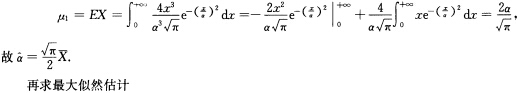 μ₁ = EX = ∫₀⁺∞ 4x³/(α³√π) e^{-(x/α)²} dx = -2x²/(α√π) e^{-(x/α)²} |₀⁺∞ + 4/(α√π) ∫₀⁺∞ xe^{-(x/α)²} dx = 2α/√π,
故 α̂ = √π/2 X̄.
再求最大似然估计